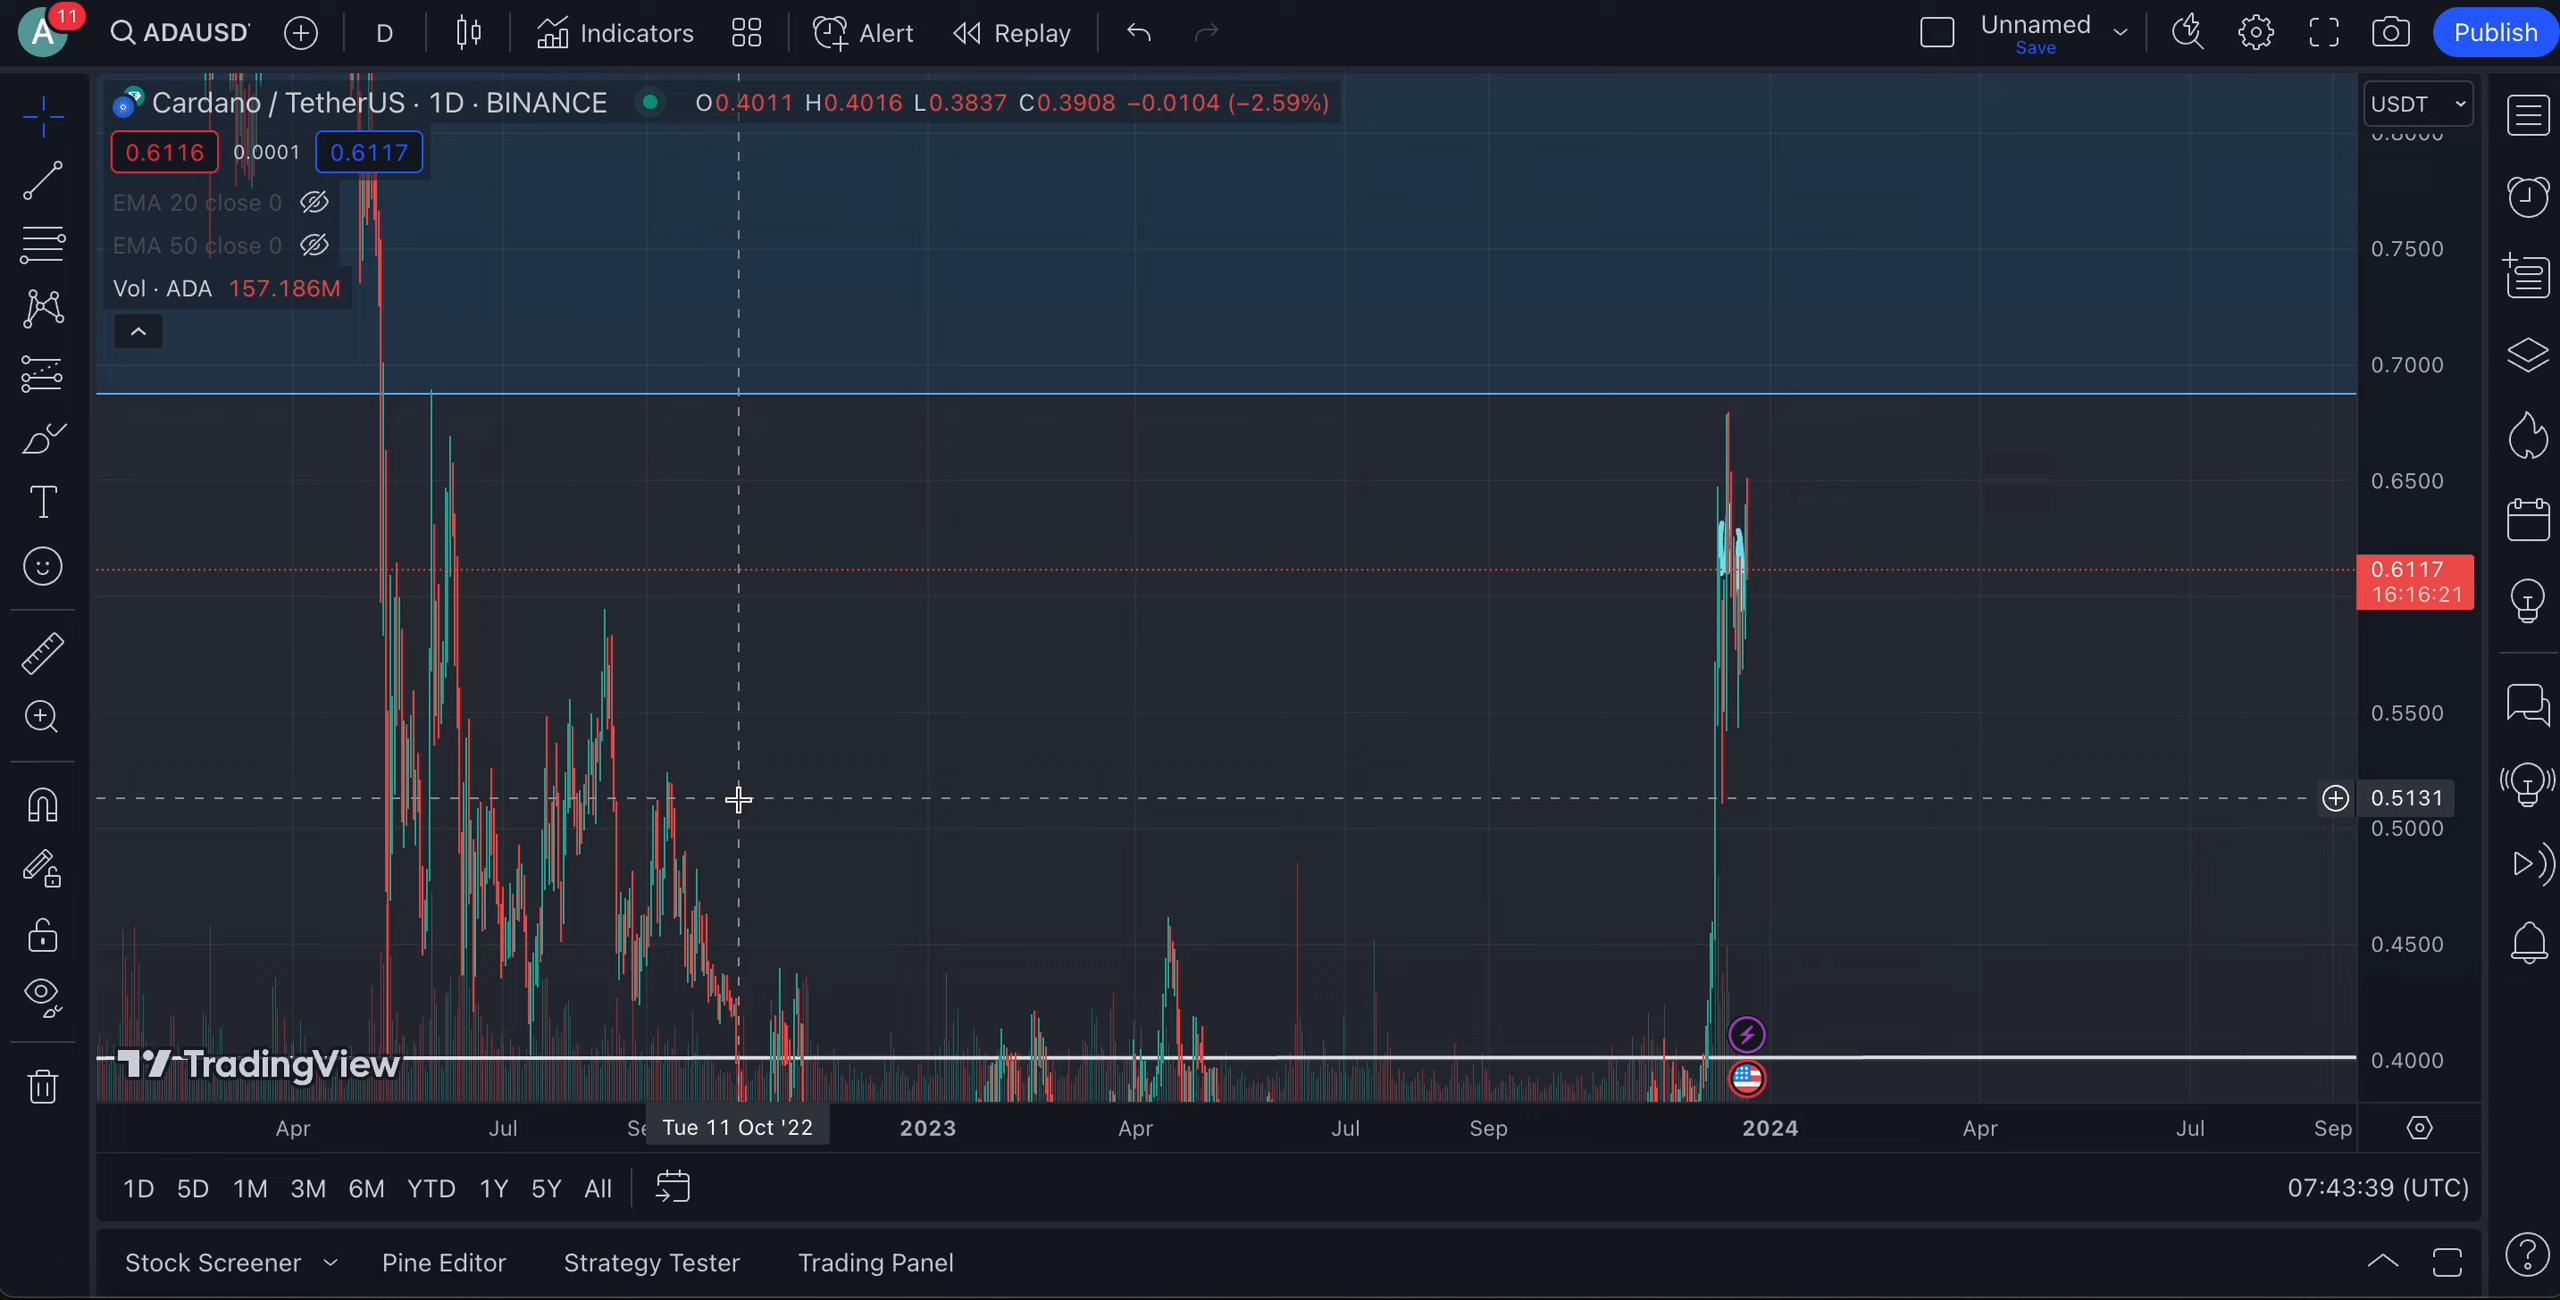 A
11
ADAUSD
D
Indicators
Alert
Replay
Unnamed
Save
Publish
Cardano / TetherUS · 1D · BINANCE
O0.4011 H0.4016 L0.3837 C0.3908 −0.0104 (−2.59%)
USDT
0.6116 0.0001 0.6117
EMA 20 close 0
EMA 50 close 0
Vol · ADA 157.186M
0.8000
0.7500
0.7000
0.6500
0.6117
16:16:21
0.5500
0.5131
0.5000
0.4500
0.4000
TradingView
Apr Jul Se Tue 11 Oct '22 2023 Apr Jul Sep 2024 Apr Jul Sep
1D 5D 1M 3M 6M YTD 1Y 5Y All
07:43:39 (UTC)
Stock Screener Pine Editor Strategy Tester Trading Panel